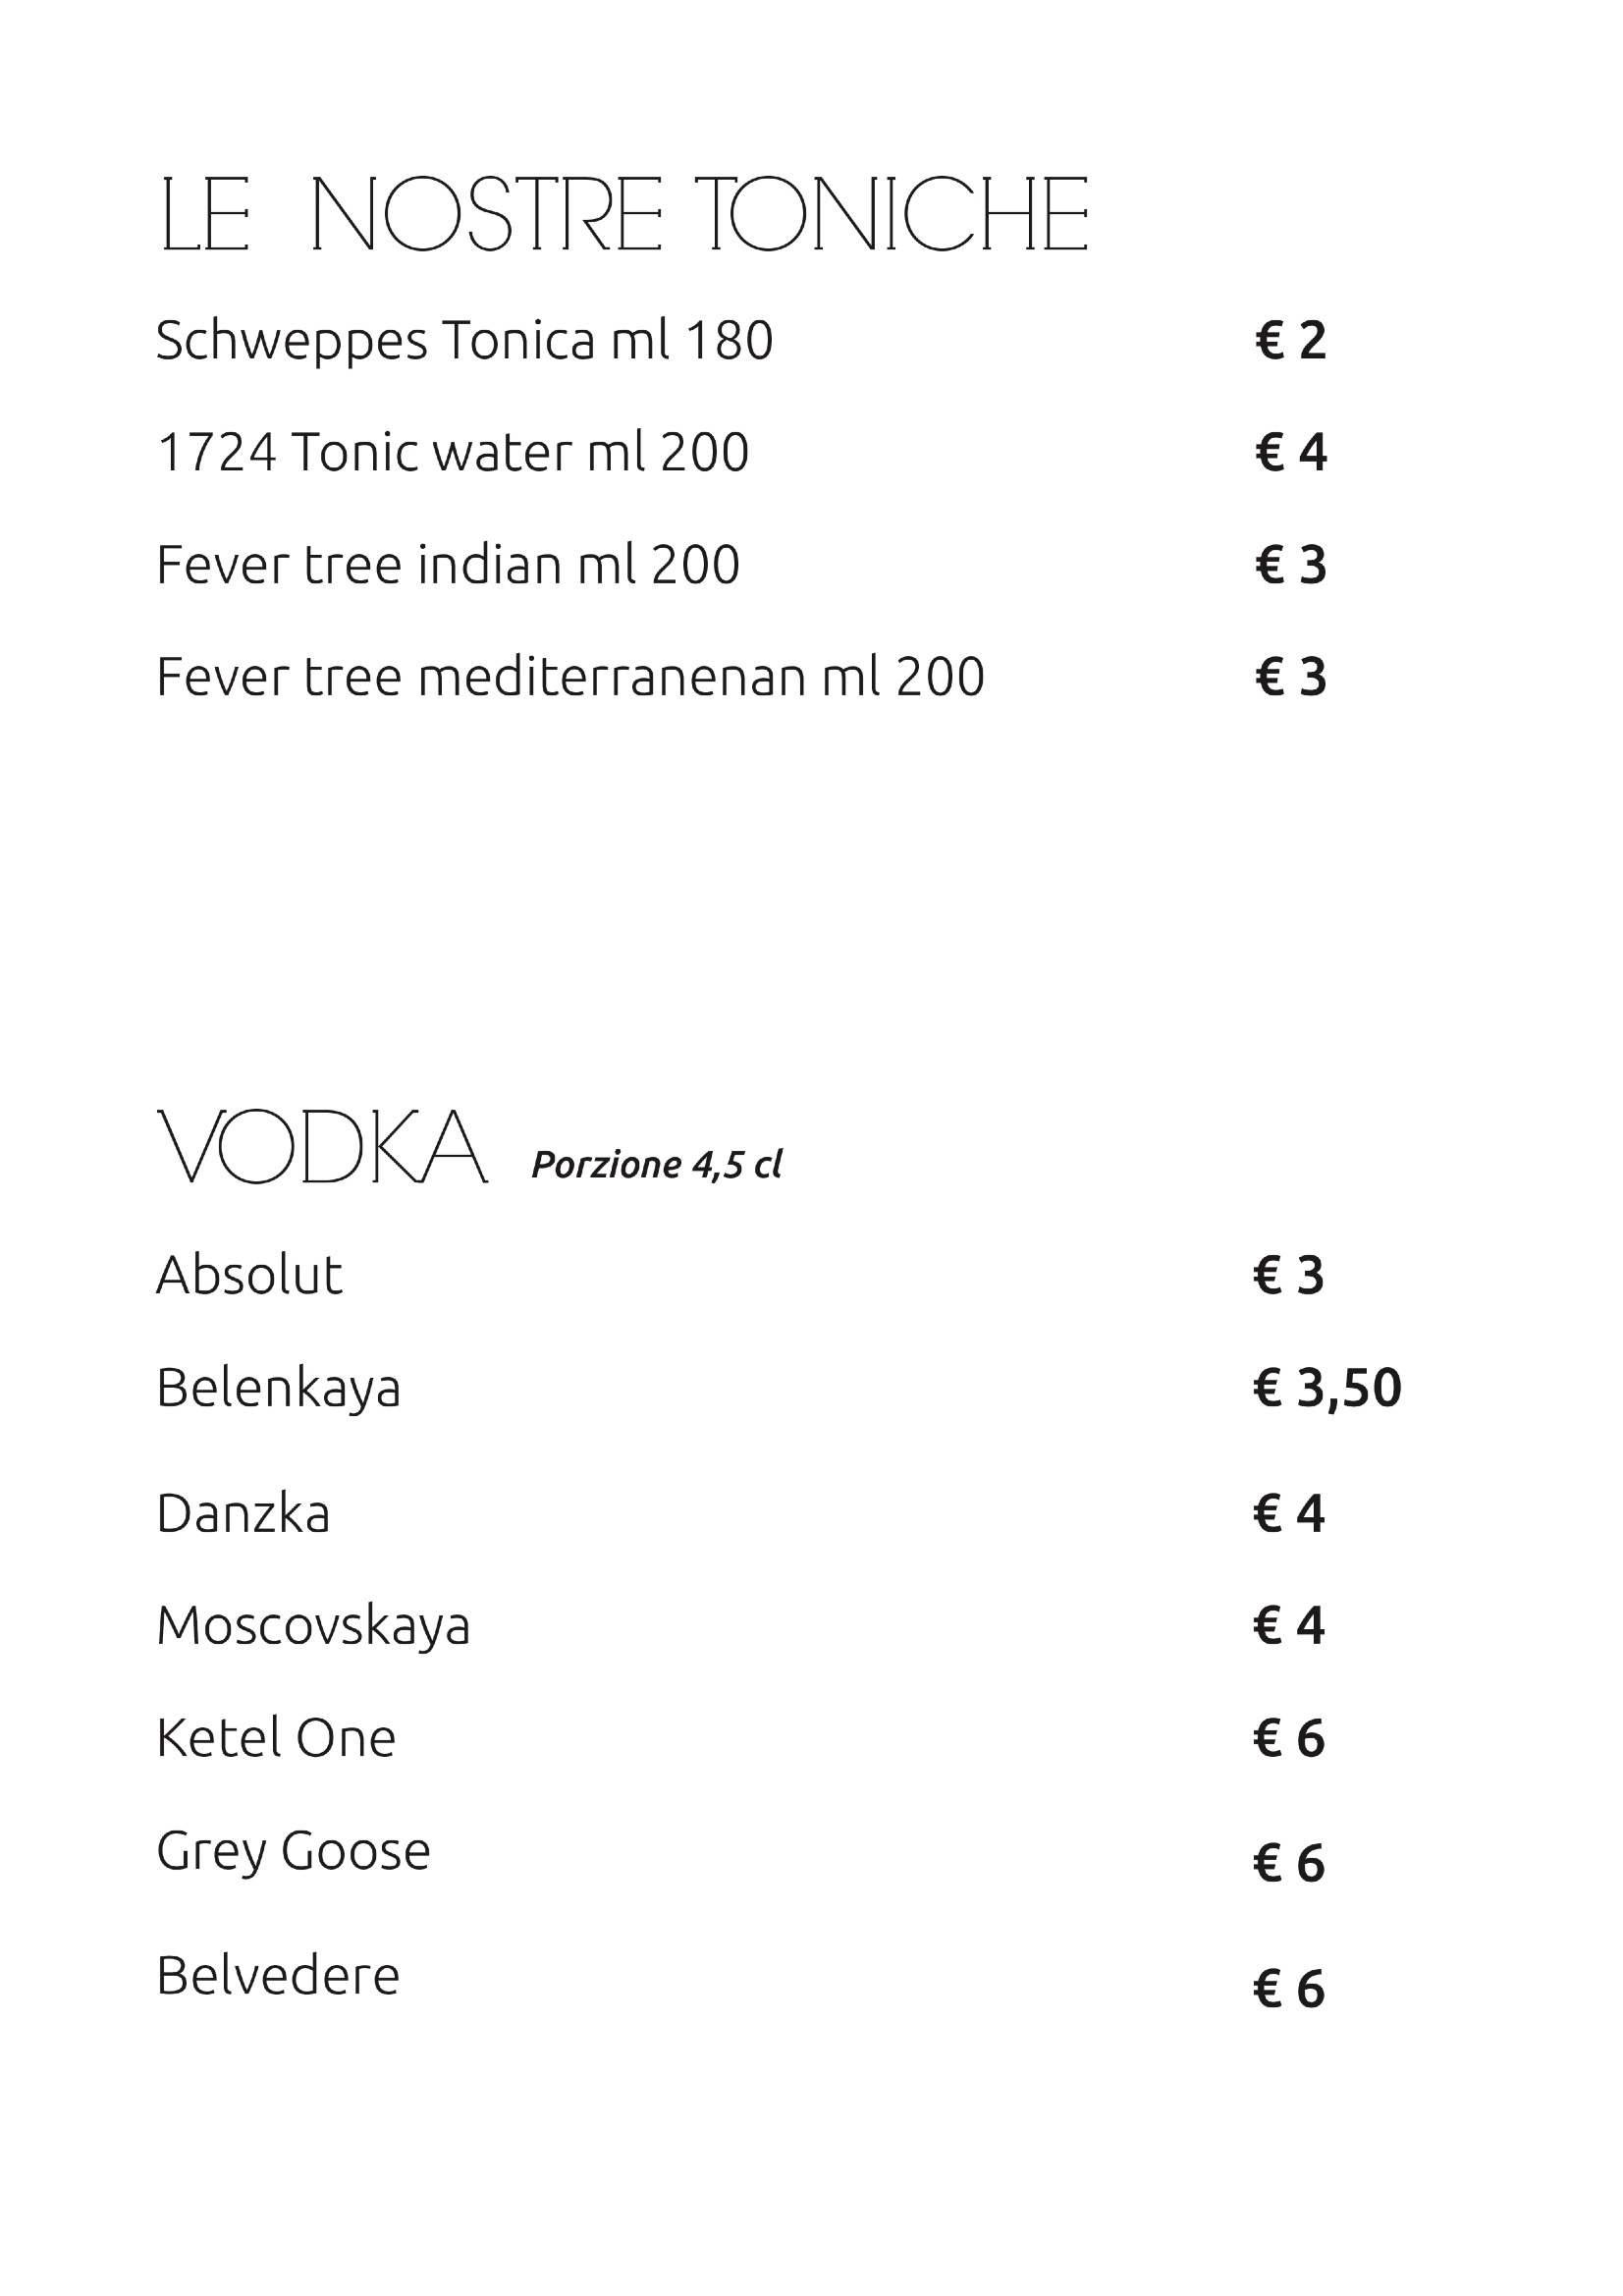 LE NOSTRE TONICHE
Schweppes Tonica ml 180 € 2
1724 Tonic water ml 200 € 4
Fever tree indian ml 200 € 3
Fever tree mediterranenan ml 200 € 3
VODKA Porzione 4,5 cl
Absolut € 3
Belenkaya € 3,50
Danzka € 4
Moscovskaya € 4
Ketel One € 6
Grey Goose € 6
Belvedere € 6